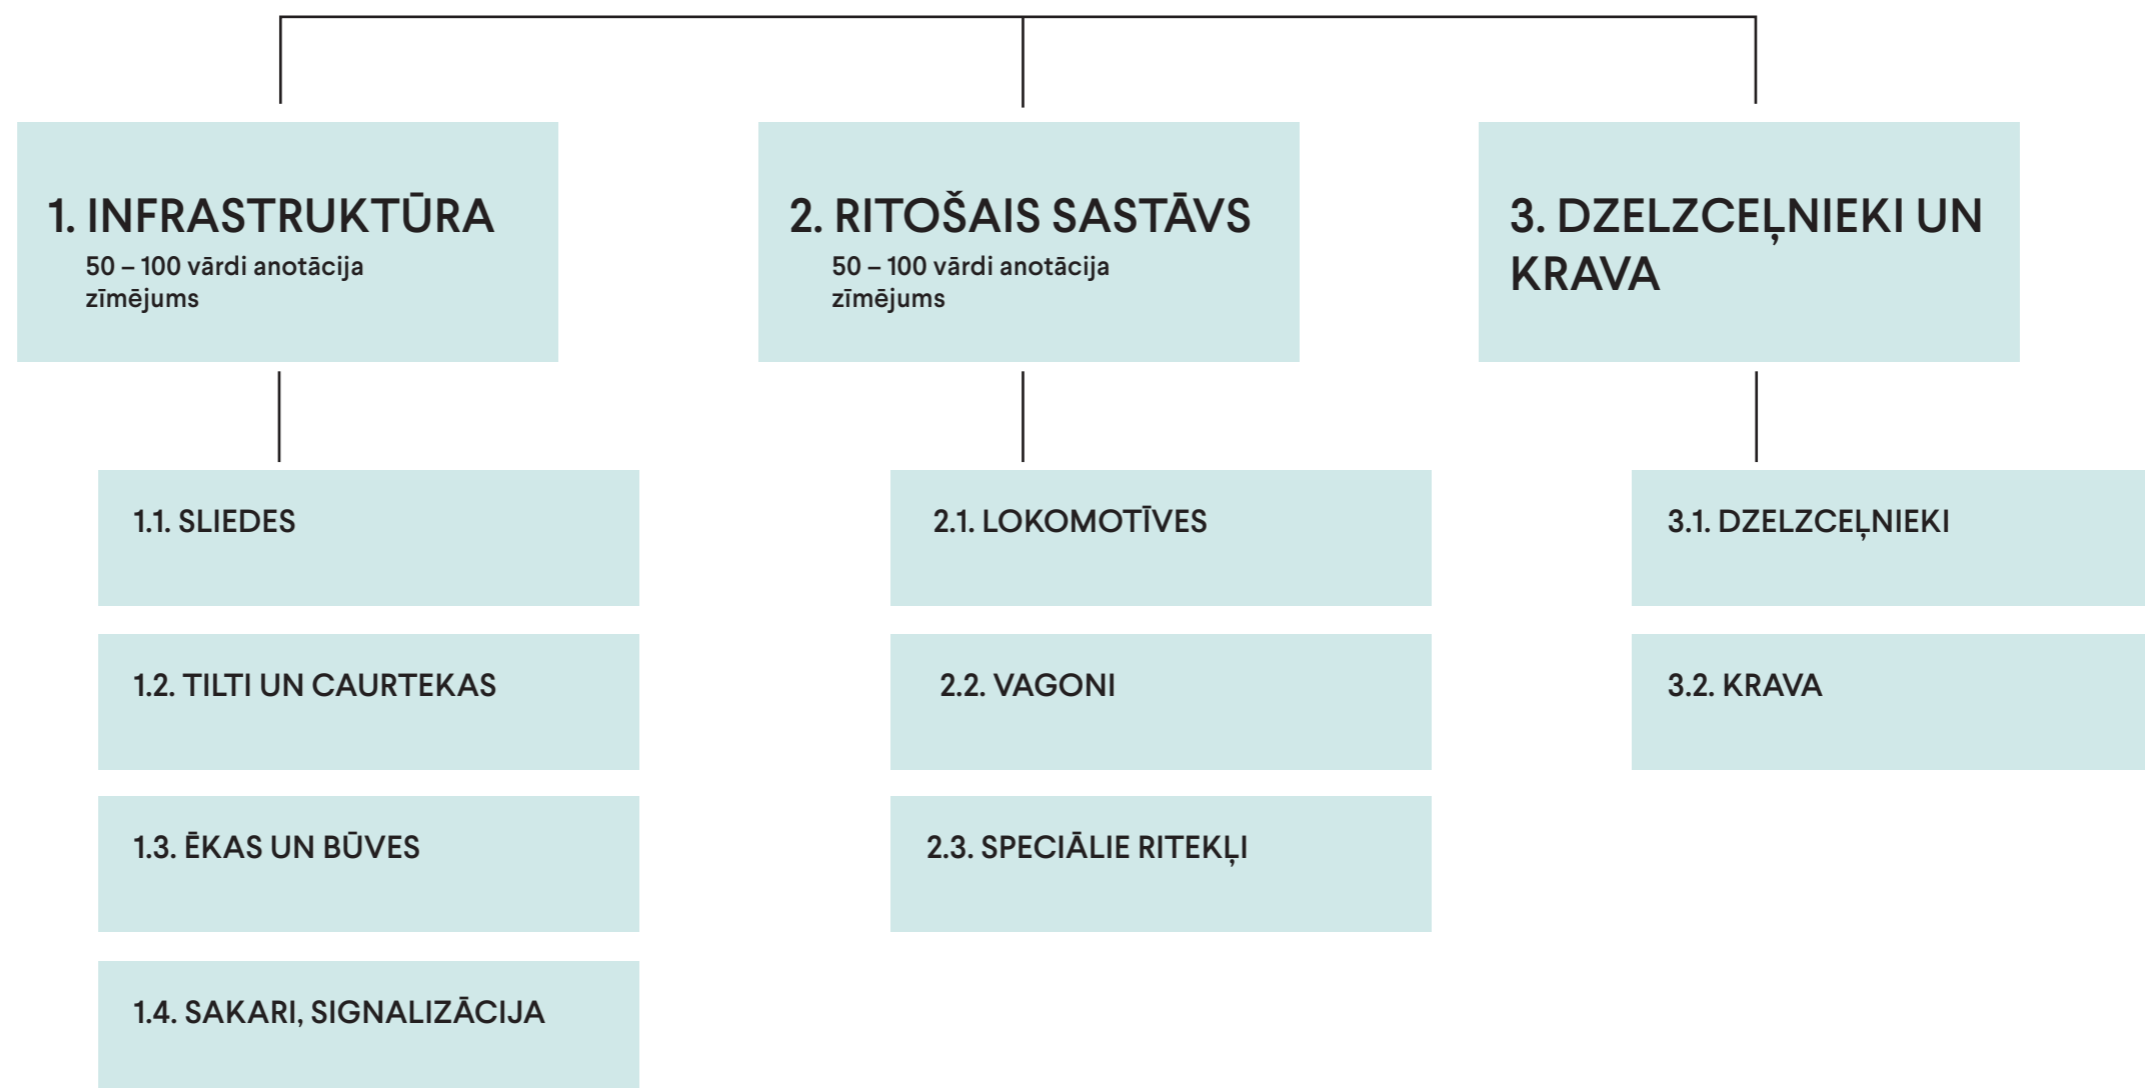 1. INFRASTRUKTŪRA
50 – 100 vārdi anotācija
zīmējums
2. RITOŠAIS SASTĀVS
50 – 100 vārdi anotācija
zīmējums
3. DZELZCEĻNIEKI UN
KRAVA
1.1. SLIEDES
1.2. TILTI UN CAURTEKAS
1.3. ĒKAS UN BŪVES
1.4. SAKARI, SIGNALIZĀCIJA
2.1. LOKOMOTĪVES
2.2. VAGONI
2.3. SPECIĀLIE RITEKĻI
3.1. DZELZCEĻNIEKI
3.2. KRAVA